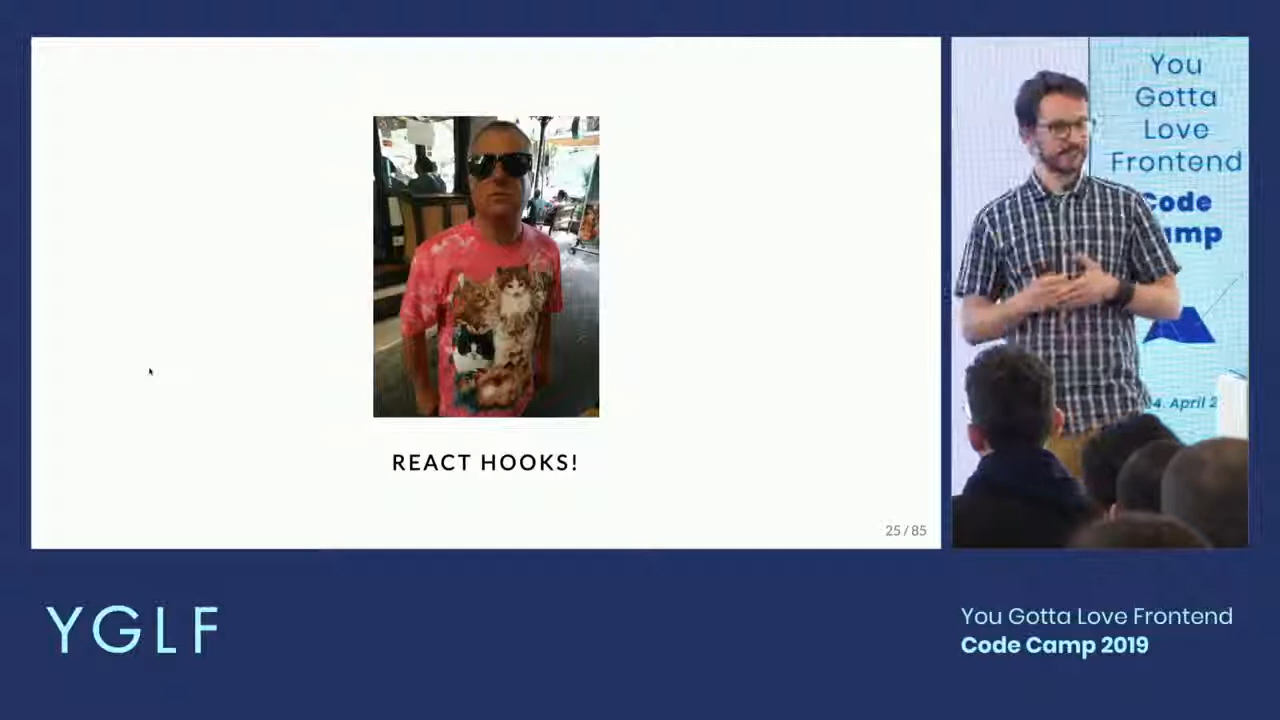 REACT HOOKS!
25 / 85
You
Gotta
Love
Frontend
Code
amp
4. April 2
YGLF
You Gotta Love Frontend
Code Camp 2019